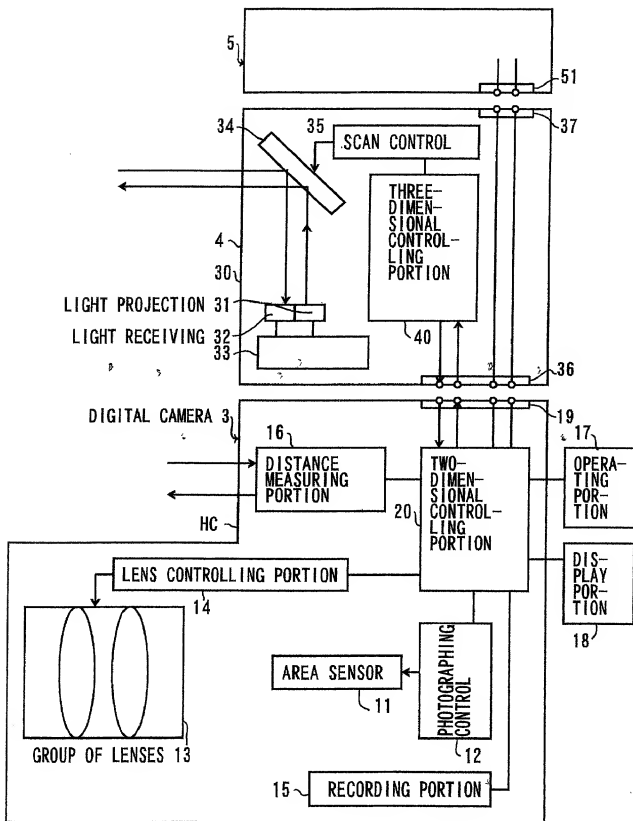 5
51
37
34
35
SCAN CONTROL
THREE-
DIMEN-
SIONAL
CONTROL-
LING
PORTION
4
30
LIGHT PROJECTION 31
LIGHT RECEIVING 32
33
40
36
DIGITAL CAMERA 3
19
16
DISTANCE
MEASURING
PORTION
HC
TWO-
DIMEN-
SIONAL
CONTROL-
LING
PORTION
20
17
OPERA-
TING
POR-
TION
LENS CONTROLLING PORTION
14
DIS-
PLAY
POR-
TION
18
AREA SENSOR
11
PHOTOGRAPHING
CONTROL
12
GROUP OF LENSES 13
15
RECORDING PORTION